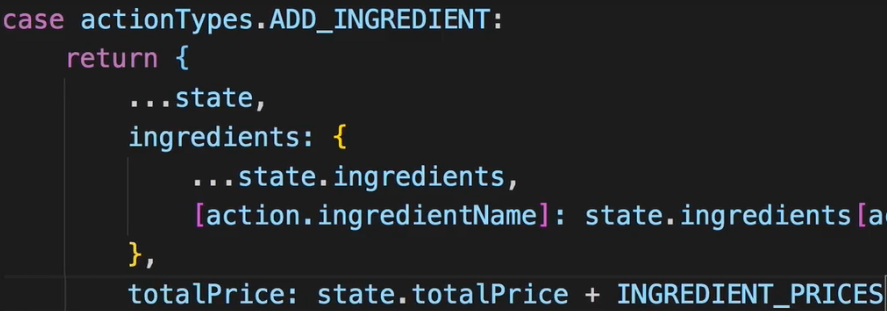 case actionTypes.ADD_INGREDIENT:
return {
...state,
ingredients: {
...state.ingredients,
[action.ingredientName]: state.ingredients[a
},
totalPrice: state.totalPrice + INGREDIENT_PRICES